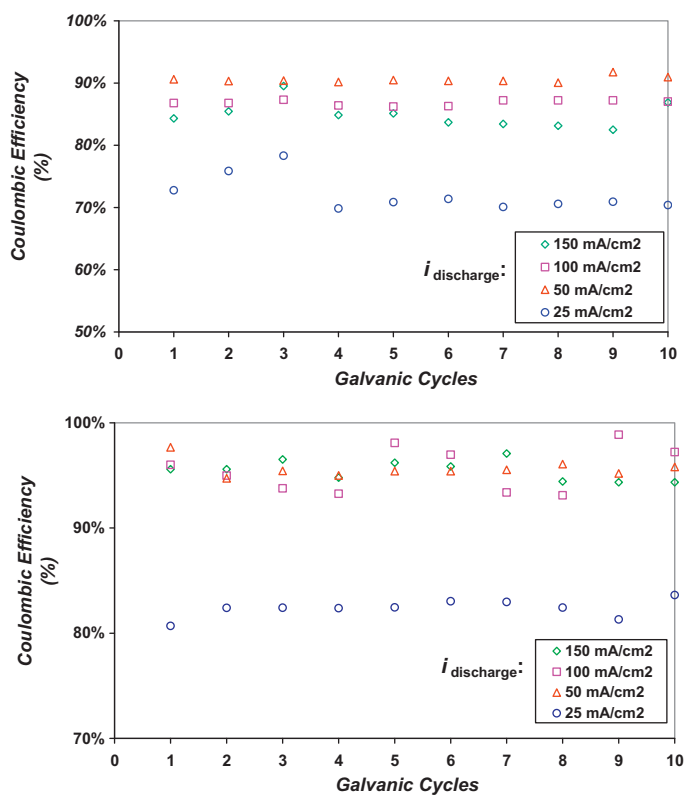 100%
90%
80%
70%
60%
50%
Coulombic Efficiency
(%)
i discharge:
150 mA/cm2
100 mA/cm2
50 mA/cm2
25 mA/cm2
0 1 2 3 4 5 6 7 8 9 10
Galvanic Cycles
100%
90%
80%
70%
Coulombic Efficiency
(%)
i discharge:
150 mA/cm2
100 mA/cm2
50 mA/cm2
25 mA/cm2
0 1 2 3 4 5 6 7 8 9 10
Galvanic Cycles